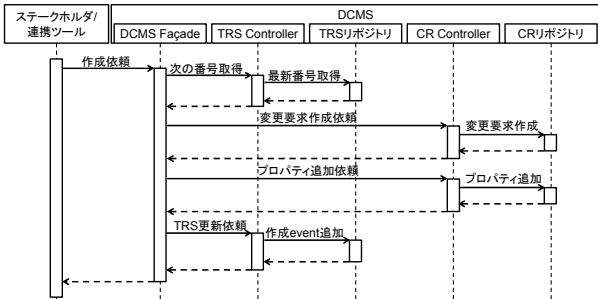 ステークホルダ/
連携ツール
DCMS
DCMS Façade
TRS Controller
TRSリポジトリ
CR Controller
CRリポジトリ
作成依頼
次の番号取得
最新番号取得
変更要求作成依頼
変更要求作成
プロパティ追加依頼
プロパティ追加
TRS更新依頼
作成event追加